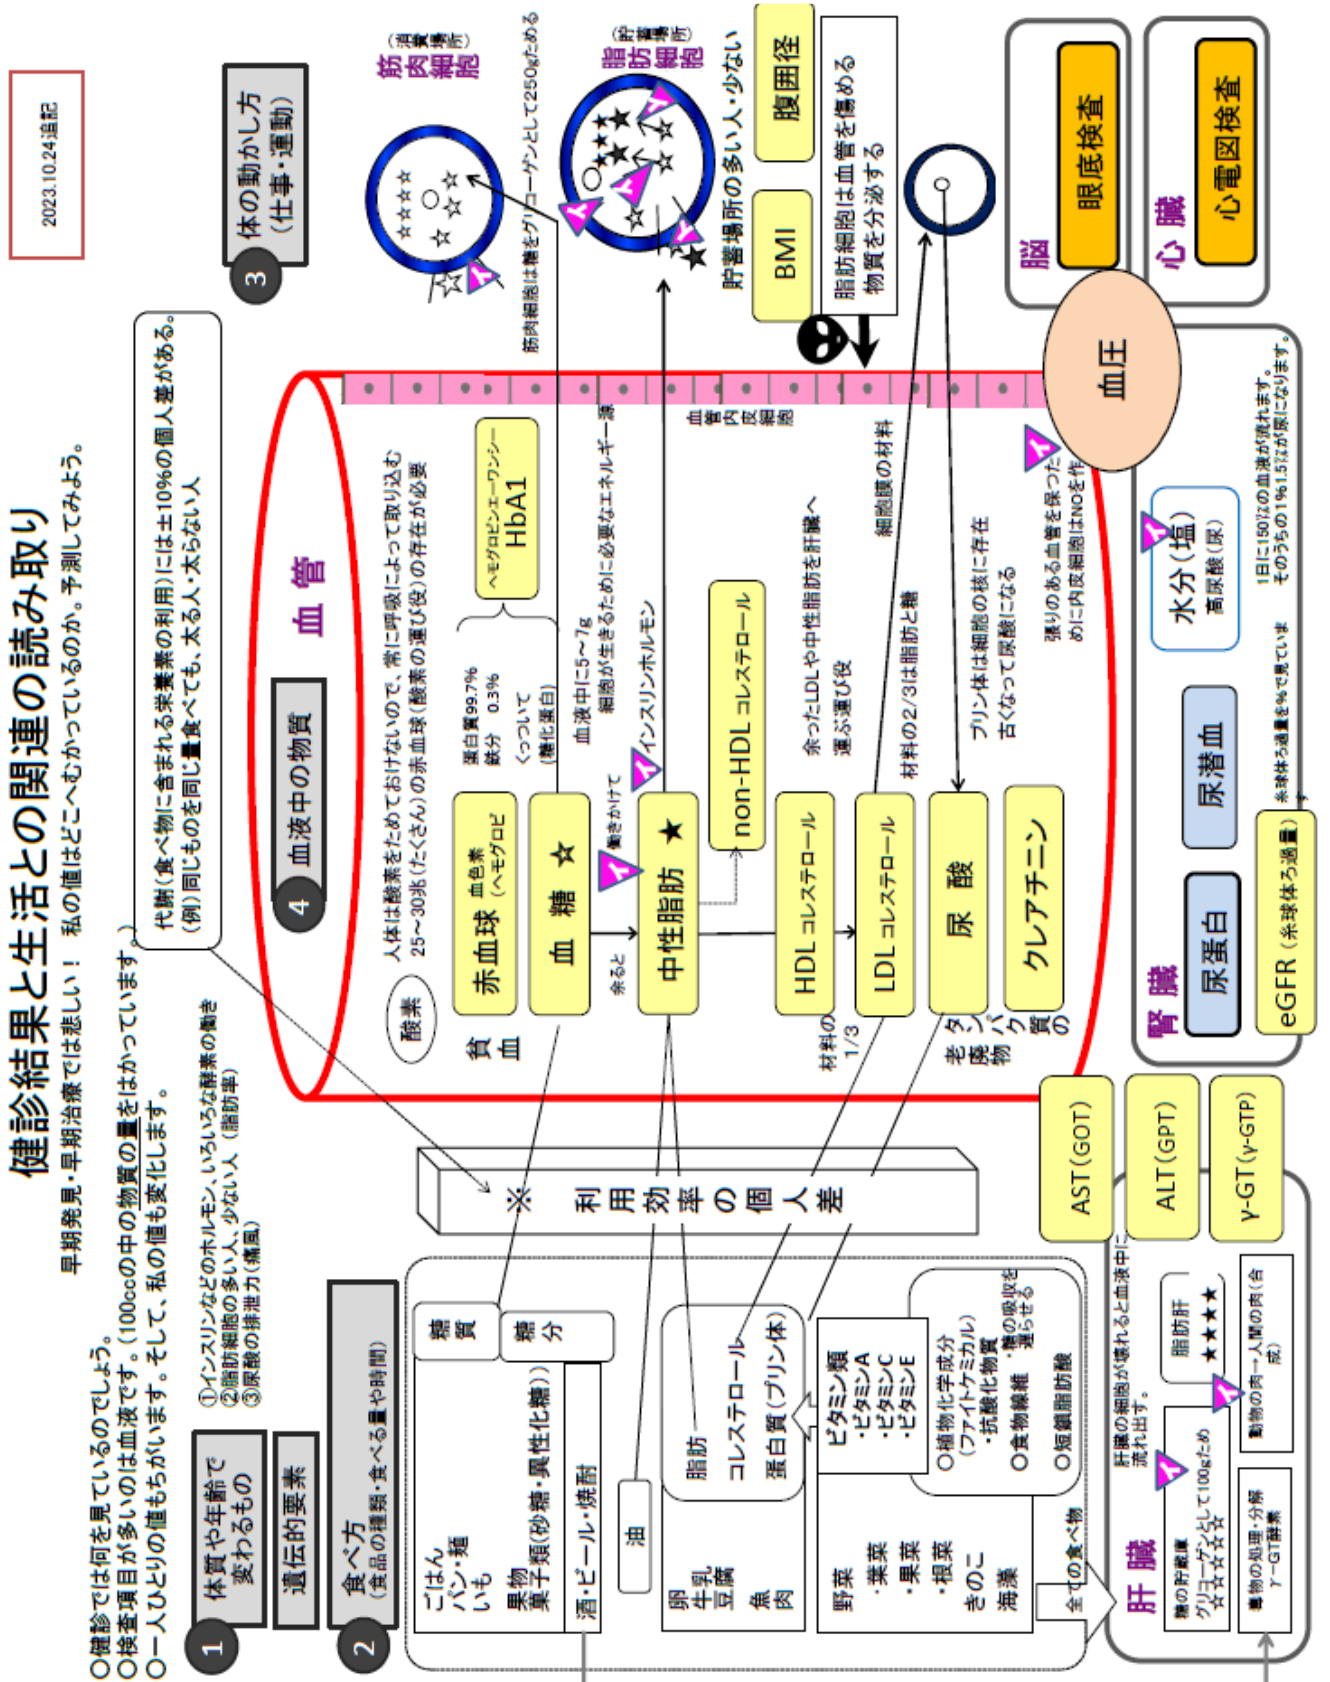 2023.10.24追記
健診結果と生活との関連の読み取り
早期発見・早期治療では悲しい！　私の値はどこへむかっているのか。予測してみよう。
○健診では何を見ているのでしょう。
○検査項目が多いのは血液です。（100ccの中の物質の量をはかっています。）
○一人ひとりの値もちがいます。そして、私の値も変化します。
代謝（食べ物に含まれる栄養素の利用）には±10%の個人差がある。
（例）同じものを同じ量食べても、太る人・太らない人
1
体質や年齢で
変わるもの
遺伝的要素
①インスリンなどのホルモン、いろいろな酵素の働き
②脂肪細胞の多い人、少ない人　（脂肪率）
③尿酸の排泄力（痛風）
2
食べ方
（食品の種類・食べる量や時間）
ごはん
パン・麺
いも
果物
菓子類（砂糖・異性化糖））
酒・ビール・焼酎
糖質
糖分
油
卵
牛乳
豆腐
魚
肉
脂肪
コレステロール
蛋白質（プリン体）
野菜
・葉菜
・果菜
・根菜
きのこ
海藻
ビタミン類
・ビタミンA
・ビタミンC
・ビタミンE
○植物化学成分
（ファイトケミカル）
・抗酸化物質
○食物繊維
・糖の吸収を
遅らせる
○短鎖脂肪酸
全ての食べ物
※　利用効率の個人差
4
血液中の物質
血管
酸素
人体は酸素をためておけないので、常に呼吸によって取り込む
25～30兆（たくさん）の赤血球（酸素の運び役）の存在が必要
貧血
赤血球
血色素
（ヘモグロビ
蛋白質99.7%
鉄分　0.3%
くっついて
（糖化蛋白）
ヘモグロビンエーワンシー
HbA1
血　糖　☆
血液中に5～7g
細胞が生きるために必要なエネルギー源
余ると
イ
働きかけて
中性脂肪　★
イ
インスリンホルモン
non-HDL コレステロール
HDL コレステロール
余ったLDLや中性脂肪を肝臓へ
運ぶ運び役
材料の
1/3
LDL コレステロール
細胞膜の材料
材料の2/3は脂肪と糖
尿　酸
プリン体は細胞の核に存在
古くなって尿酸になる
クレアチニン
タンパク質の
老廃物
血管内皮細胞
イ
張りのある血管を保つた
めに内皮細胞はNOを作
3
体の動かし方
（仕事・運動）
（消費場所）
筋肉細胞
イ
筋肉細胞は糖をグリコーゲンとして250gためる
（貯蓄場所）
脂肪細胞
イ
イ
イ
イ
貯蓄場所の多い人・少ない
BMI
腹囲径
脂肪細胞は血管を傷める
物質を分泌する
血圧
脳
眼底検査
心臓
心電図検査
腎臓
尿蛋白
尿潜血
水分（塩）
高尿酸（尿）
イ
eGFR（糸球体ろ過量）
糸球体ろ過量を%で見ていま
す
1日に150㍑の血液が流れます。
そのうちの1%1.5㍑が尿になります。
AST（GOT）
ALT（GPT）
γ-GT（γ-GTP）
肝臓
肝臓の細胞が壊れると血液中に
流れ出す。
糖の貯蔵庫
グリコーゲンとして100gため
☆☆☆☆☆☆
イ
脂肪肝
★★★★
イ
毒物の処理・分解
γ-GT酵素
動物の肉→人間の肉（合
成）